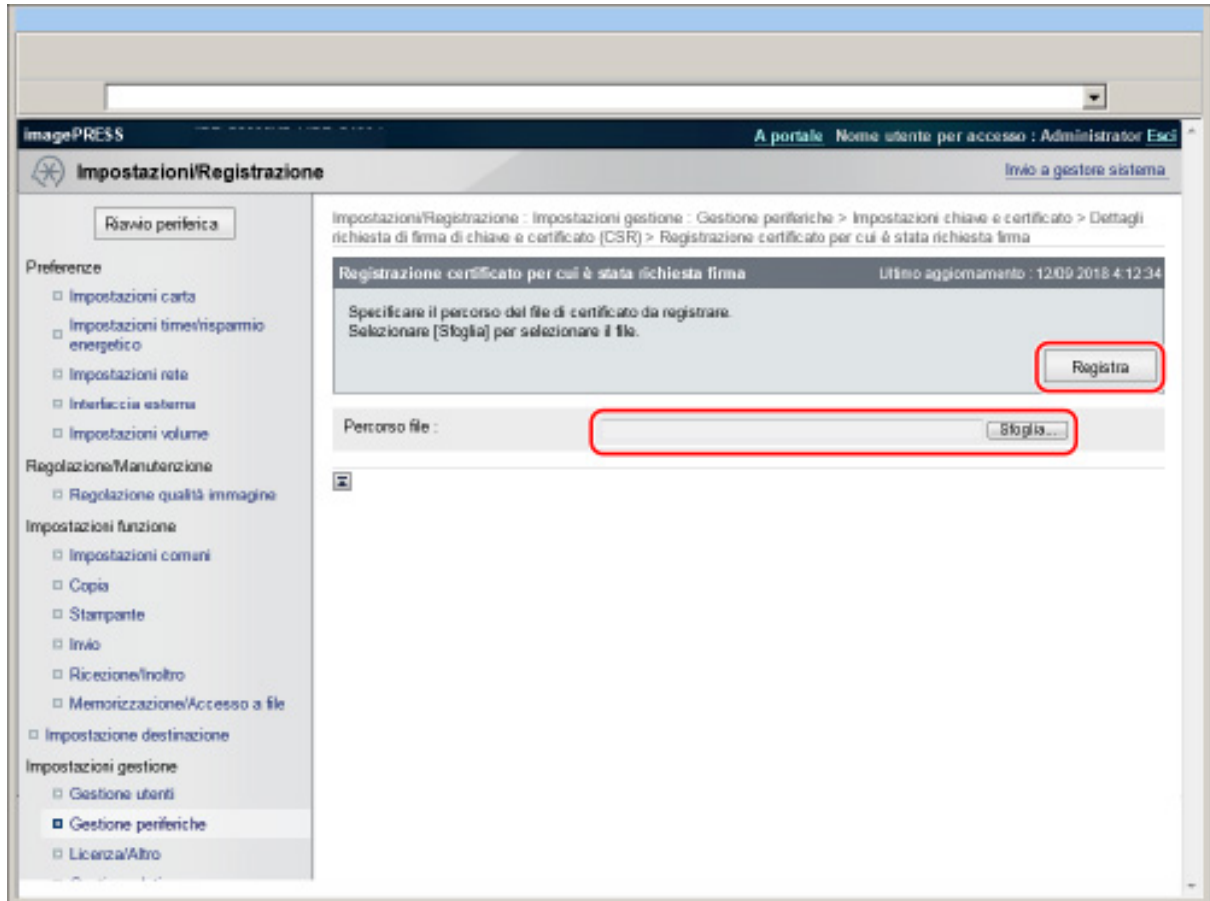 imagePRESS
A portale Nome utente per accesso : Administrator Esci
Impostazioni/Registrazione
Invio a gestore sistema
Riavvio periferica
Preferenze
Impostazioni carta
Impostazioni timer/risparmio
energetico
Impostazioni rete
Interfaccia esterna
Impostazioni volume
Regolazione/Manutenzione
Regolazione qualità immagine
Impostazioni funzione
Impostazioni comuni
Copia
Stampante
Invio
Ricezione/Inoltro
Memorizzazione/Accesso a file
Impostazione destinazione
Impostazioni gestione
Gestione utenti
Gestione periferiche
Licenza/Altro
Impostazioni/Registrazione : Impostazioni gestione : Gestione periferiche > Impostazioni chiave e certificato > Dettagli
richiesta di firma di chiave e certificato (CSR) > Registrazione certificato per cui è stata richiesta firma
Registrazione certificato per cui è stata richiesta firma
Ultimo aggiornamento : 12/09 2018 4:12:34
Specificare il percorso del file di certificato da registrare.
Selezionare [Sfoglia] per selezionare il file.
Registra
Percorso file :
Sfoglia...